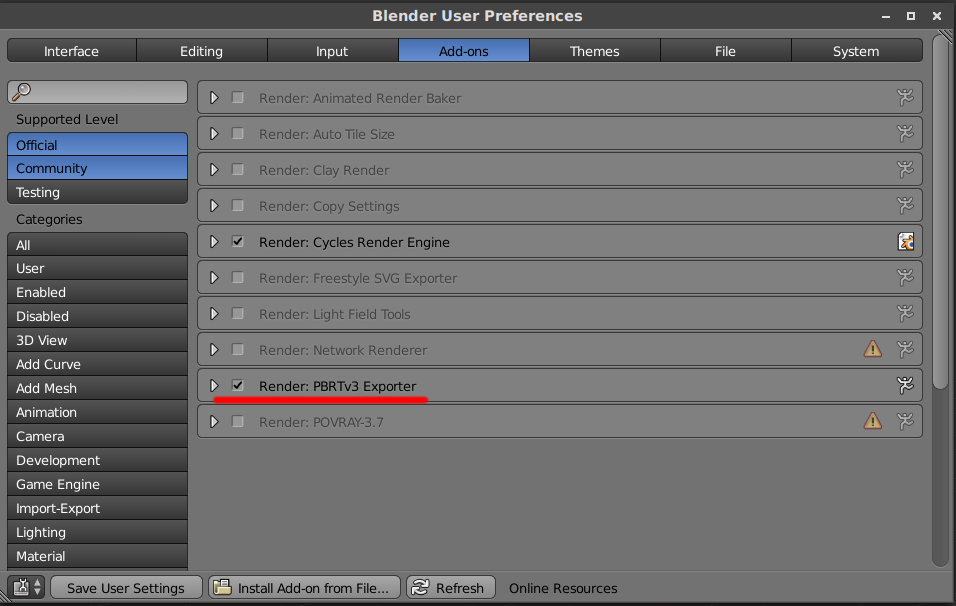 Blender User Preferences
Interface Editing Input Add-ons Themes File System
Supported Level
Official
Community
Testing
Categories
All
User
Enabled
Disabled
3D View
Add Curve
Add Mesh
Animation
Camera
Development
Game Engine
Import-Export
Lighting
Material
Render: Animated Render Baker
Render: Auto Tile Size
Render: Clay Render
Render: Copy Settings
Render: Cycles Render Engine
Render: Freestyle SVG Exporter
Render: Light Field Tools
Render: Network Renderer
Render: PBRTv3 Exporter
Render: POVRAY-3.7
Save User Settings Install Add-on from File... Refresh Online Resources